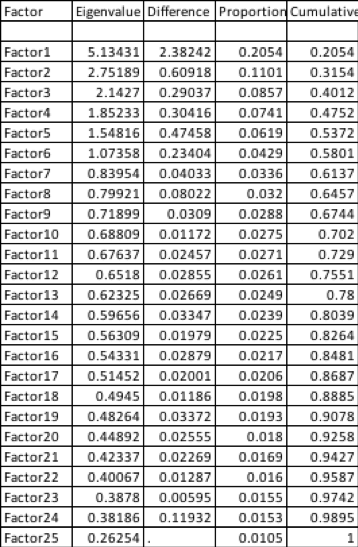 Factor Eigenvalue Difference Proportion Cumulative
Factor1 5.13431 2.38242 0.2054 0.2054
Factor2 2.75189 0.60918 0.1101 0.3154
Factor3 2.1427 0.29037 0.0857 0.4012
Factor4 1.85233 0.30416 0.0741 0.4752
Factor5 1.54816 0.47458 0.0619 0.5372
Factor6 1.07358 0.23404 0.0429 0.5801
Factor7 0.83954 0.04033 0.0336 0.6137
Factor8 0.79921 0.08022 0.032 0.6457
Factor9 0.71899 0.0309 0.0288 0.6744
Factor10 0.68809 0.01172 0.0275 0.702
Factor11 0.67637 0.02457 0.0271 0.729
Factor12 0.6518 0.02855 0.0261 0.7551
Factor13 0.62325 0.02669 0.0249 0.78
Factor14 0.59656 0.03347 0.0239 0.8039
Factor15 0.56309 0.01979 0.0225 0.8264
Factor16 0.54331 0.02879 0.0217 0.8481
Factor17 0.51452 0.02001 0.0206 0.8687
Factor18 0.4945 0.01186 0.0198 0.8885
Factor19 0.48264 0.03372 0.0193 0.9078
Factor20 0.44892 0.02555 0.018 0.9258
Factor21 0.42337 0.02269 0.0169 0.9427
Factor22 0.40067 0.01287 0.016 0.9587
Factor23 0.3878 0.00595 0.0155 0.9742
Factor24 0.38186 0.11932 0.0153 0.9895
Factor25 0.26254 . 0.0105 1